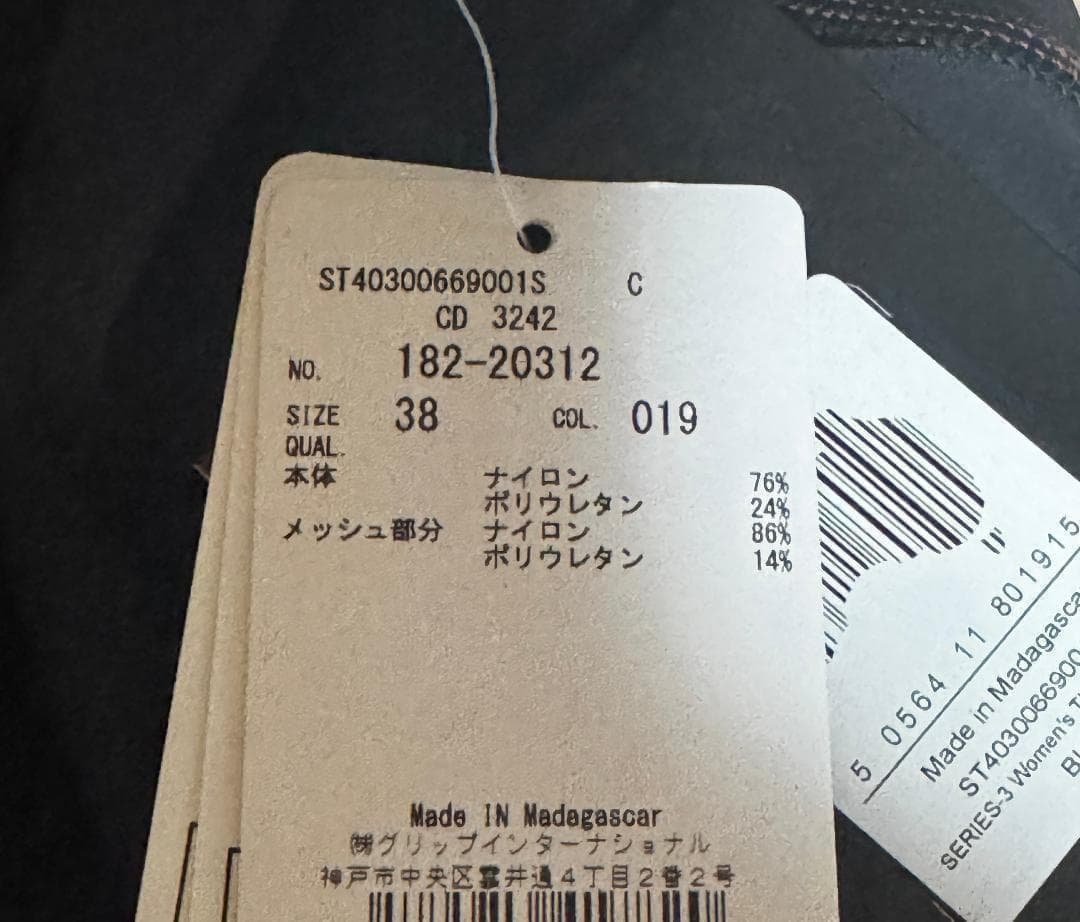 ST40300669001S C
CD 3242
NO. 182-20312
SIZE 38 COL. 019
QUAL.
本体 ナイロン 76%
ポリウレタン 24%
メッシュ部分 ナイロン 86%
ポリウレタン 14%
Made IN Madagascar
㈱グリップインターナショナル
神戸市中央区雲井通4丁目2番2号
5 0564 11 801915
Made in Madagasca
ST4030066900
SERIES-3 Women's T